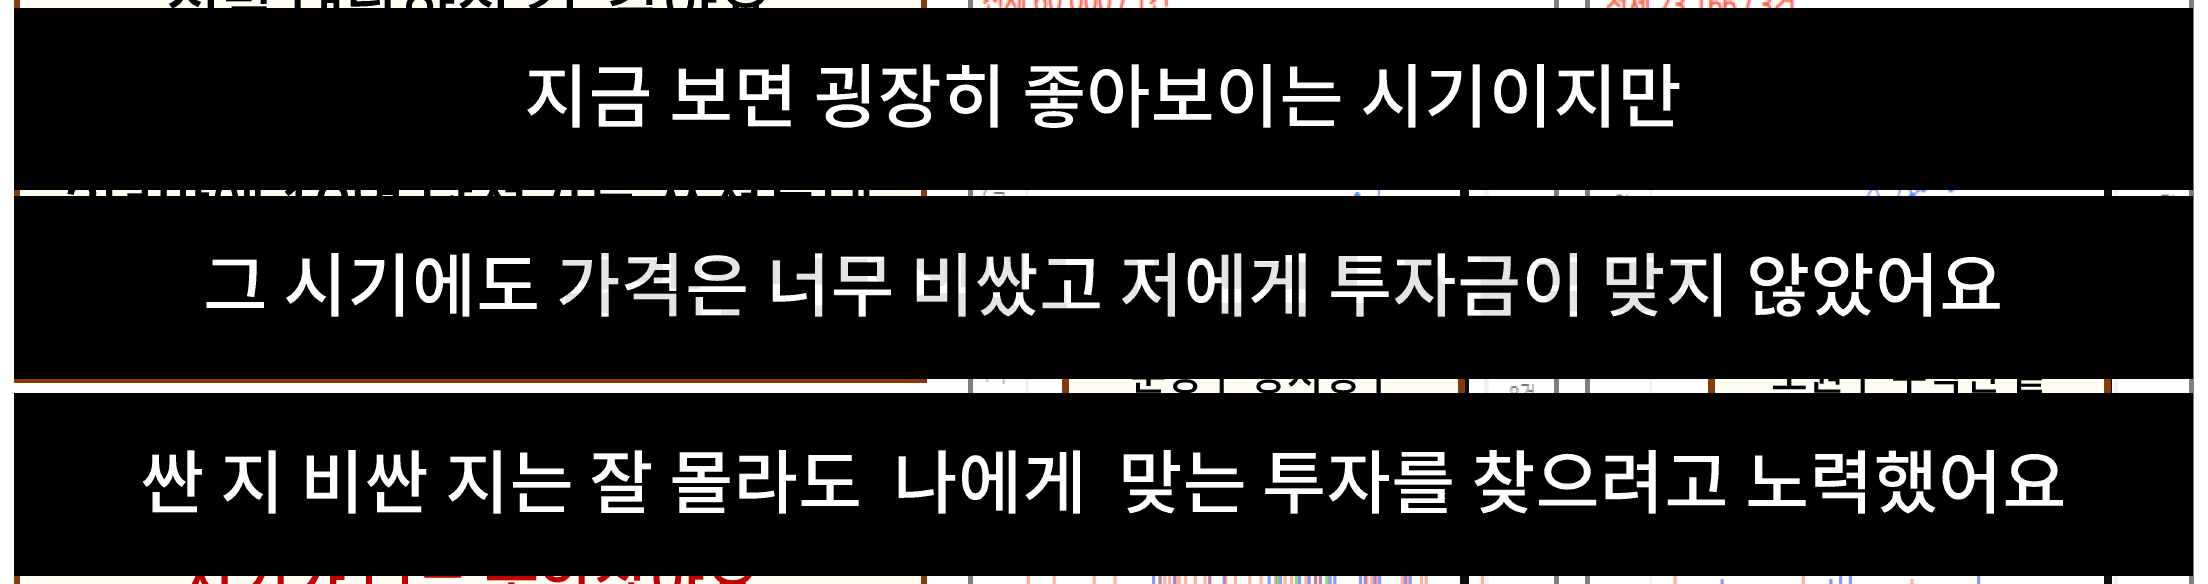 지금 보면 굉장히 좋아보이는 시기이지만
그 시기에도 가격은 너무 비쌌고 저에게 투자금이 맞지 않았어요
싼 지 비싼 지는 잘 몰라도 나에게 맞는 투자를 찾으려고 노력했어요